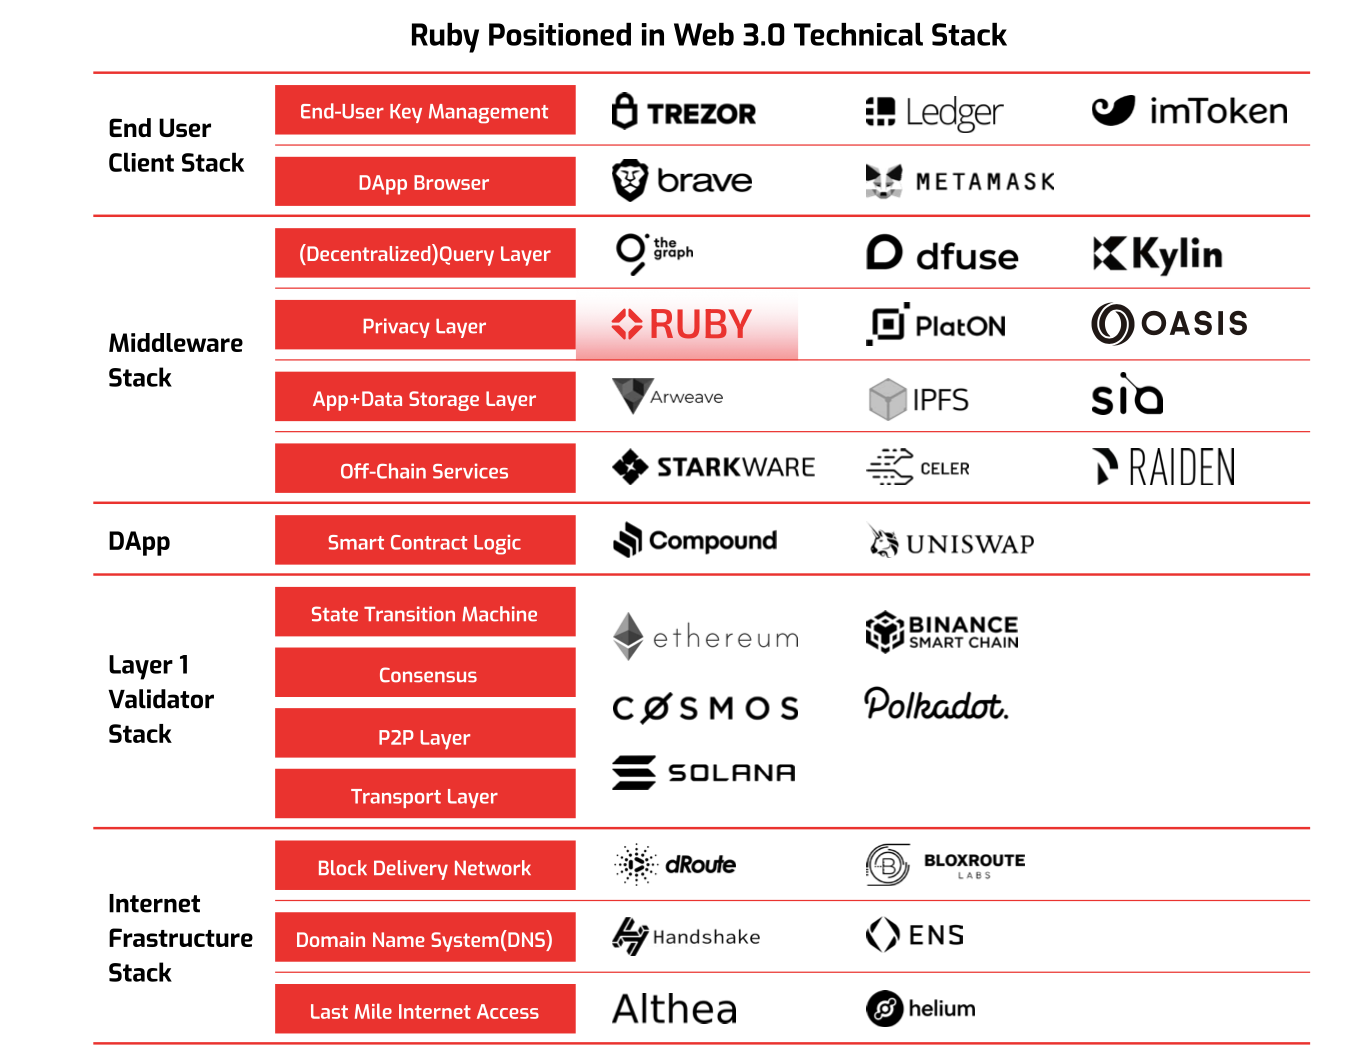 Ruby Positioned in Web 3.0 Technical Stack
End User
Client Stack
End-User Key Management
TREZOR
Ledger
imToken
DApp Browser
brave
METAMASK
Middleware
Stack
(Decentralized)Query Layer
the
graph
dfuse
Kylin
Privacy Layer
RUBY
PlatON
OASIS
App+Data Storage Layer
Arweave
IPFS
sia
Off-Chain Services
STARKWARE
CELER
RAIDEN
DApp
Smart Contract Logic
Compound
UNISWAP
Layer 1
Validator
Stack
State Transition Machine
Consensus
P2P Layer
Transport Layer
ethereum
BINANCE
SMART CHAIN
CØSMOS
Polkadot.
SOLANA
Internet
Frastructure
Stack
Block Delivery Network
dRoute
B
BLOXROUTE
LABS
Domain Name System(DNS)
Handshake
ENS
Last Mile Internet Access
Althea
helium